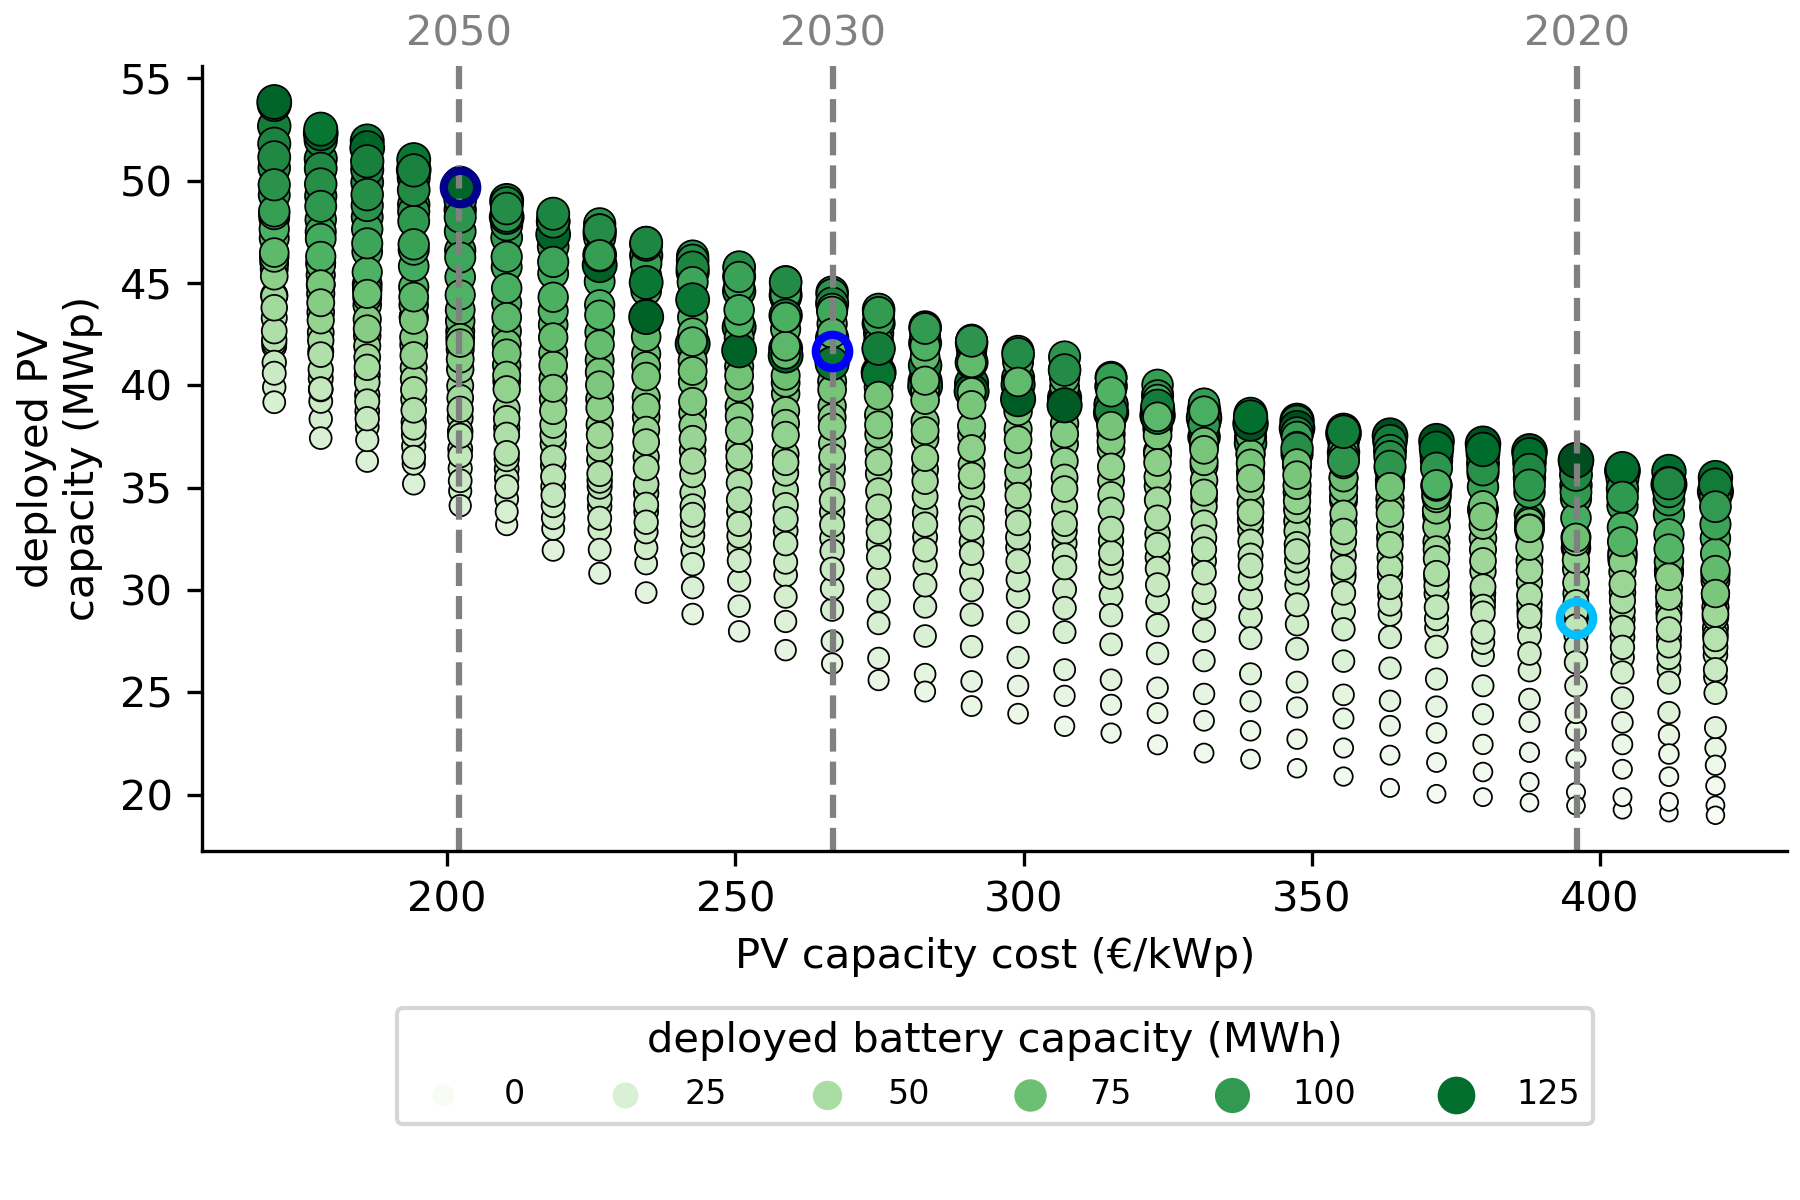 2050 2030 2020
55
50
45
40
35
30
25
20
deployed PV
capacity (MWp)
200 250 300 350 400
PV capacity cost (€/kWp)
deployed battery capacity (MWh)
0 25 50 75 100 125